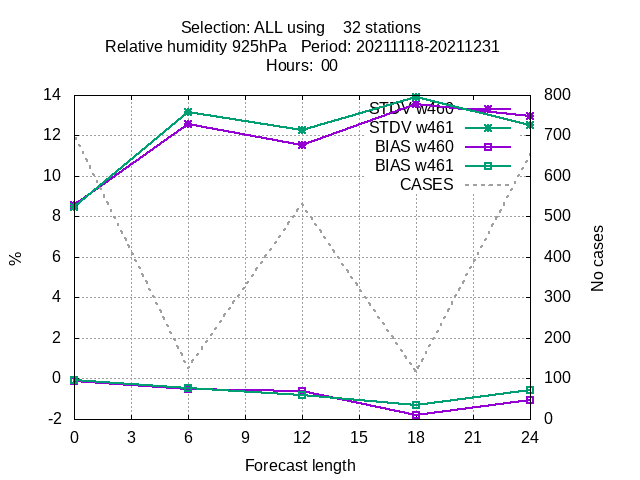 Selection: ALL using    32 stations
Relative humidity 925hPa   Period: 20211118-20211231
Hours:  00
14 800
STDV w460
STDV w461
12 700
BIAS w460
BIAS w461
10 600
CASES
8 500
6 400
% No cases
4 300
2 200
0 100
-2 0
0 3 6 9 12 15 18 21 24
Forecast length